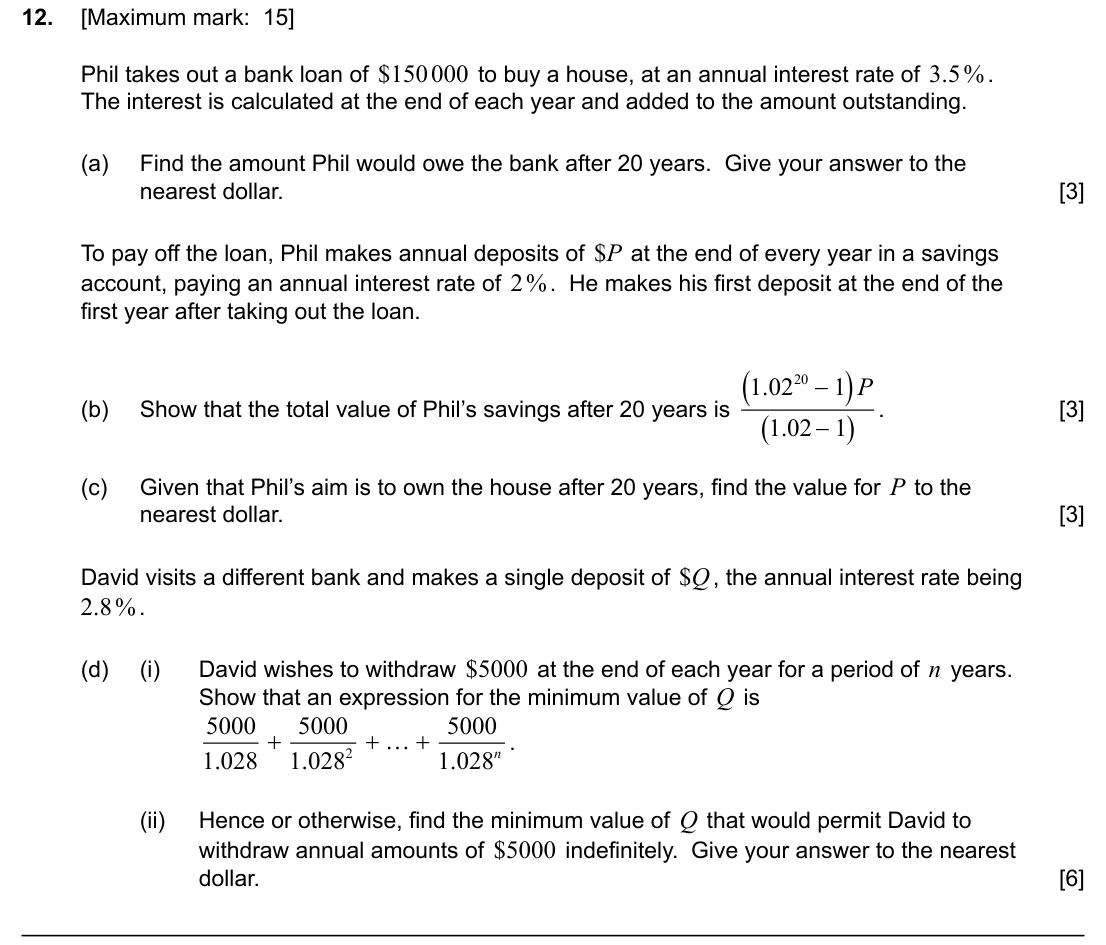 12. [Maximum mark: 15]
Phil takes out a bank loan of $150 000 to buy a house, at an annual interest rate of 3.5%.
The interest is calculated at the end of each year and added to the amount outstanding.
(a) Find the amount Phil would owe the bank after 20 years. Give your answer to the
nearest dollar. [3]
To pay off the loan, Phil makes annual deposits of $P at the end of every year in a savings
account, paying an annual interest rate of 2%. He makes his first deposit at the end of the
first year after taking out the loan.
(b) Show that the total value of Phil's savings after 20 years is (1.02²⁰ − 1)P / (1.02 − 1). [3]
(c) Given that Phil's aim is to own the house after 20 years, find the value for P to the
nearest dollar. [3]
David visits a different bank and makes a single deposit of $Q, the annual interest rate being
2.8%.
(d) (i) David wishes to withdraw $5000 at the end of each year for a period of n years.
Show that an expression for the minimum value of Q is
5000/1.028 + 5000/1.028² + … + 5000/1.028ⁿ.
(ii) Hence or otherwise, find the minimum value of Q that would permit David to
withdraw annual amounts of $5000 indefinitely. Give your answer to the nearest
dollar. [6]